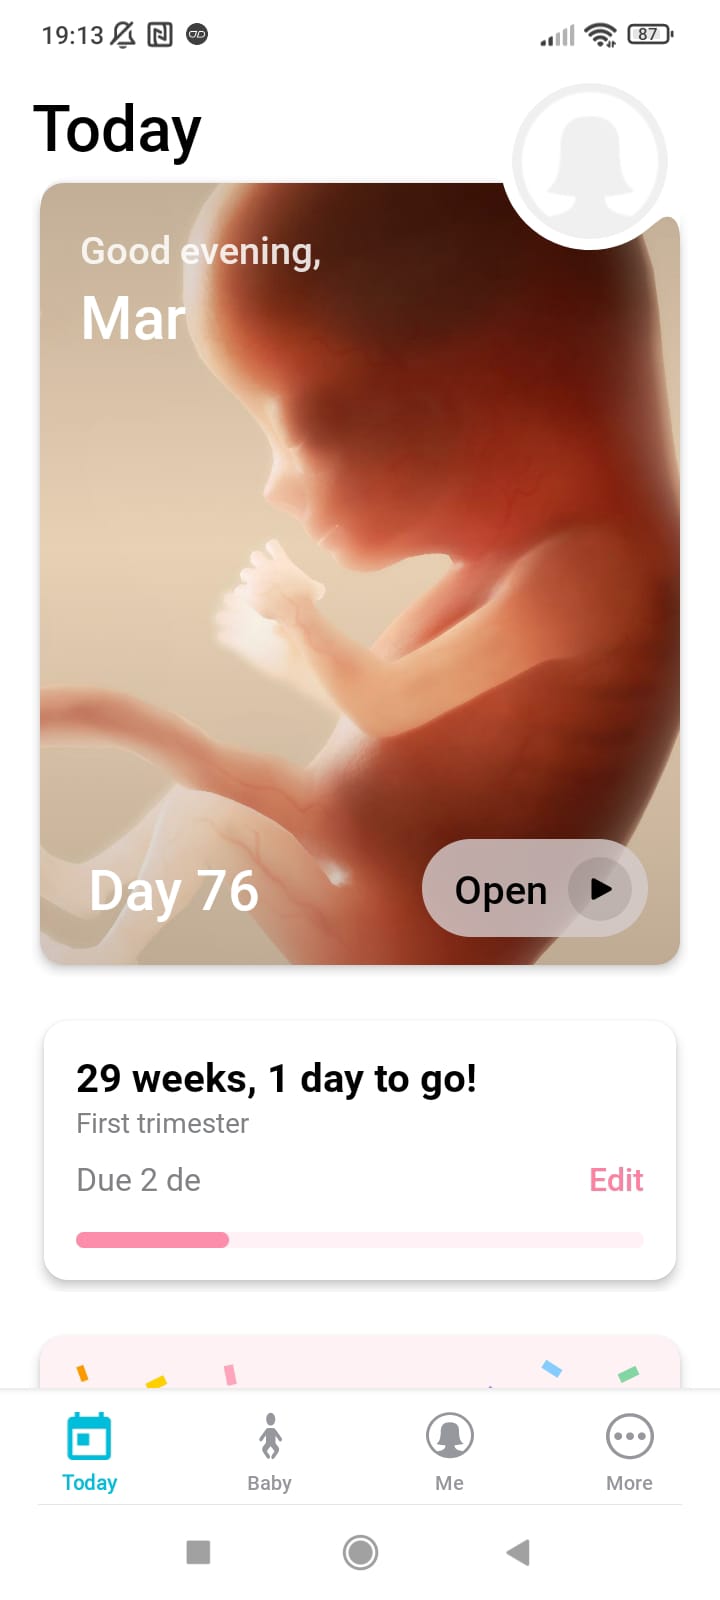 19:13
87
Today
Good evening,
Mar
Day 76
Open
29 weeks, 1 day to go!
First trimester
Due 2 de
Edit
Today
Baby
Me
More